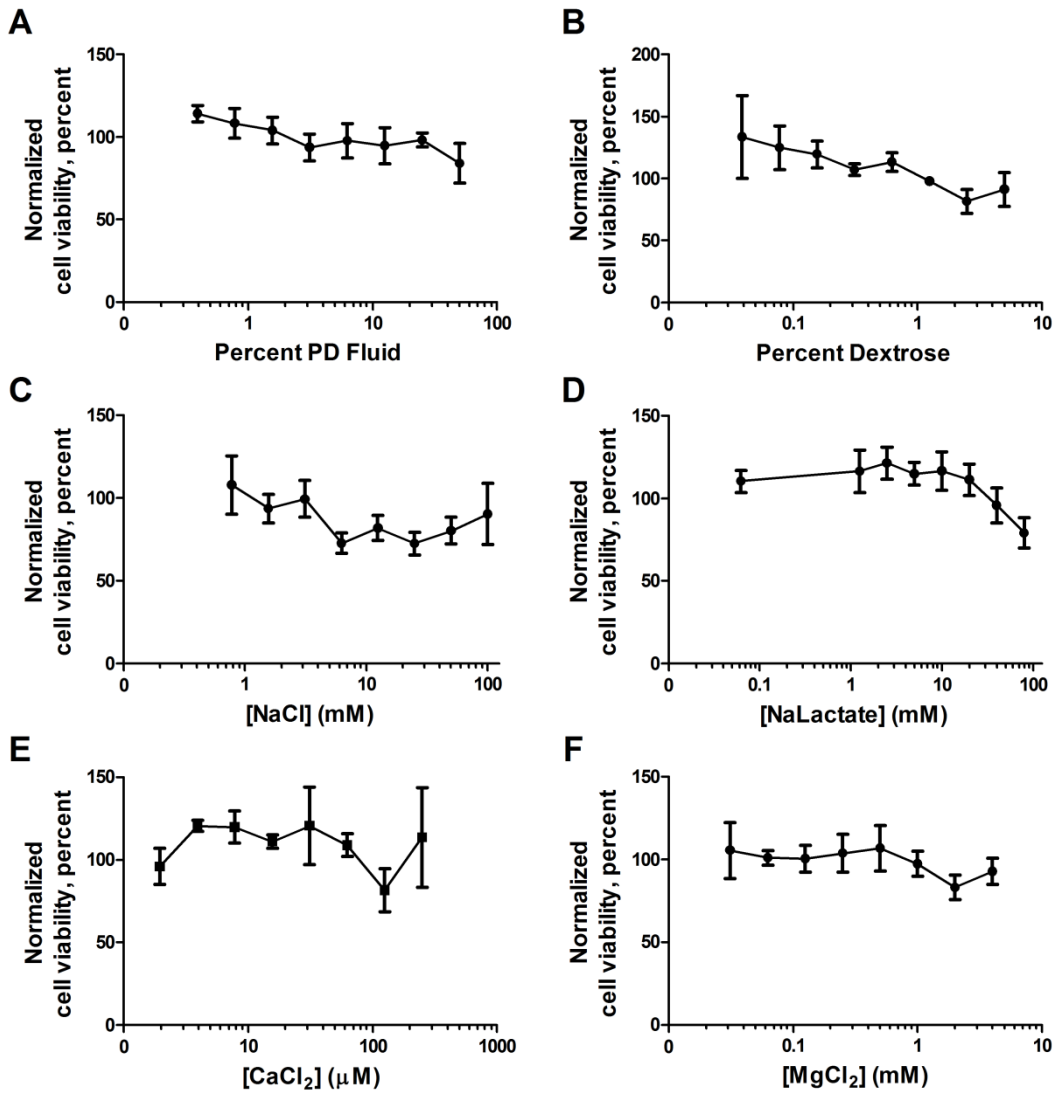 A
Normalized
cell viability, percent
150
100
50
0
0
1
10
100
Percent PD Fluid
B
Normalized
cell viability, percent
200
150
100
50
0
0
0.1
1
10
Percent Dextrose
C
Normalized
cell viability, percent
150
100
50
0
0
1
10
100
[NaCl] (mM)
D
Normalized
cell viability, percent
150
100
50
0
0
0.1
1
10
100
[NaLactate] (mM)
E
Normalized
cell viability, percent
150
100
50
0
0
10
100
1000
[CaCl₂] (μM)
F
Normalized
cell viability, percent
150
100
50
0
0
0.1
1
10
[MgCl₂] (mM)